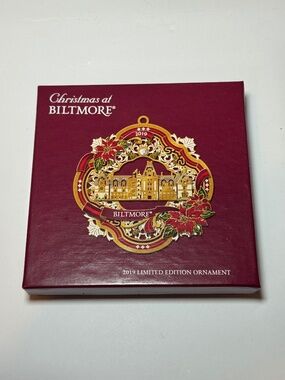 Christmas at
BILTMORE®
2019
BILTMORE®
2019 LIMITED EDITION ORNAMENT